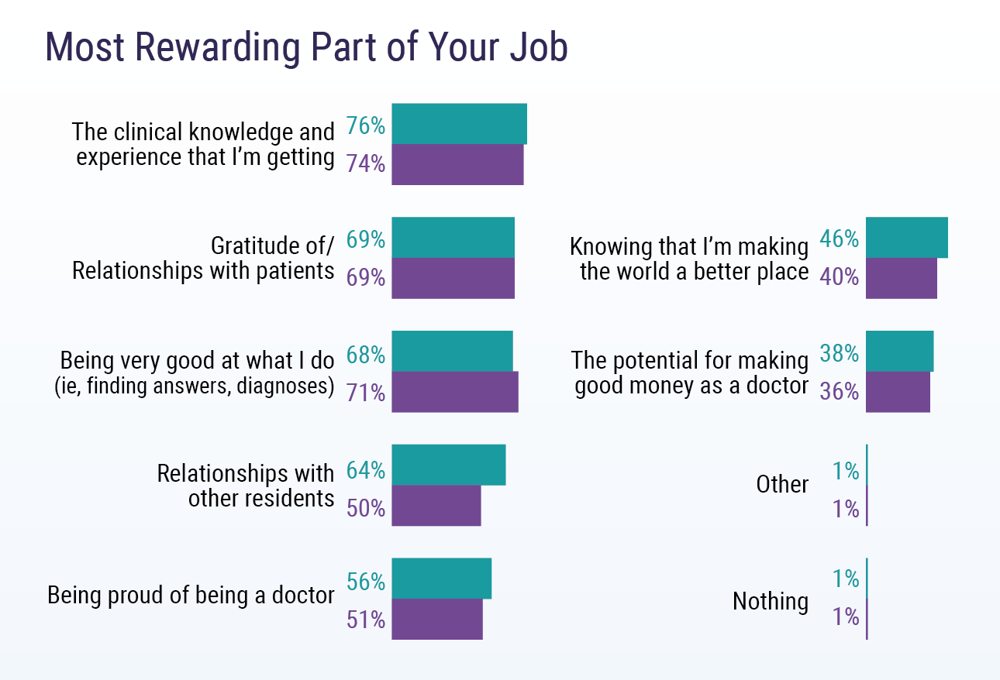 Most Rewarding Part of Your Job
The clinical knowledge and
experience that I’m getting
76%
74%
Gratitude of/
Relationships with patients
69%
69%
Being very good at what I do
(ie, finding answers, diagnoses)
68%
71%
Relationships with
other residents
64%
50%
Being proud of being a doctor
56%
51%
Knowing that I’m making
the world a better place
46%
40%
The potential for making
good money as a doctor
38%
36%
Other
1%
1%
Nothing
1%
1%